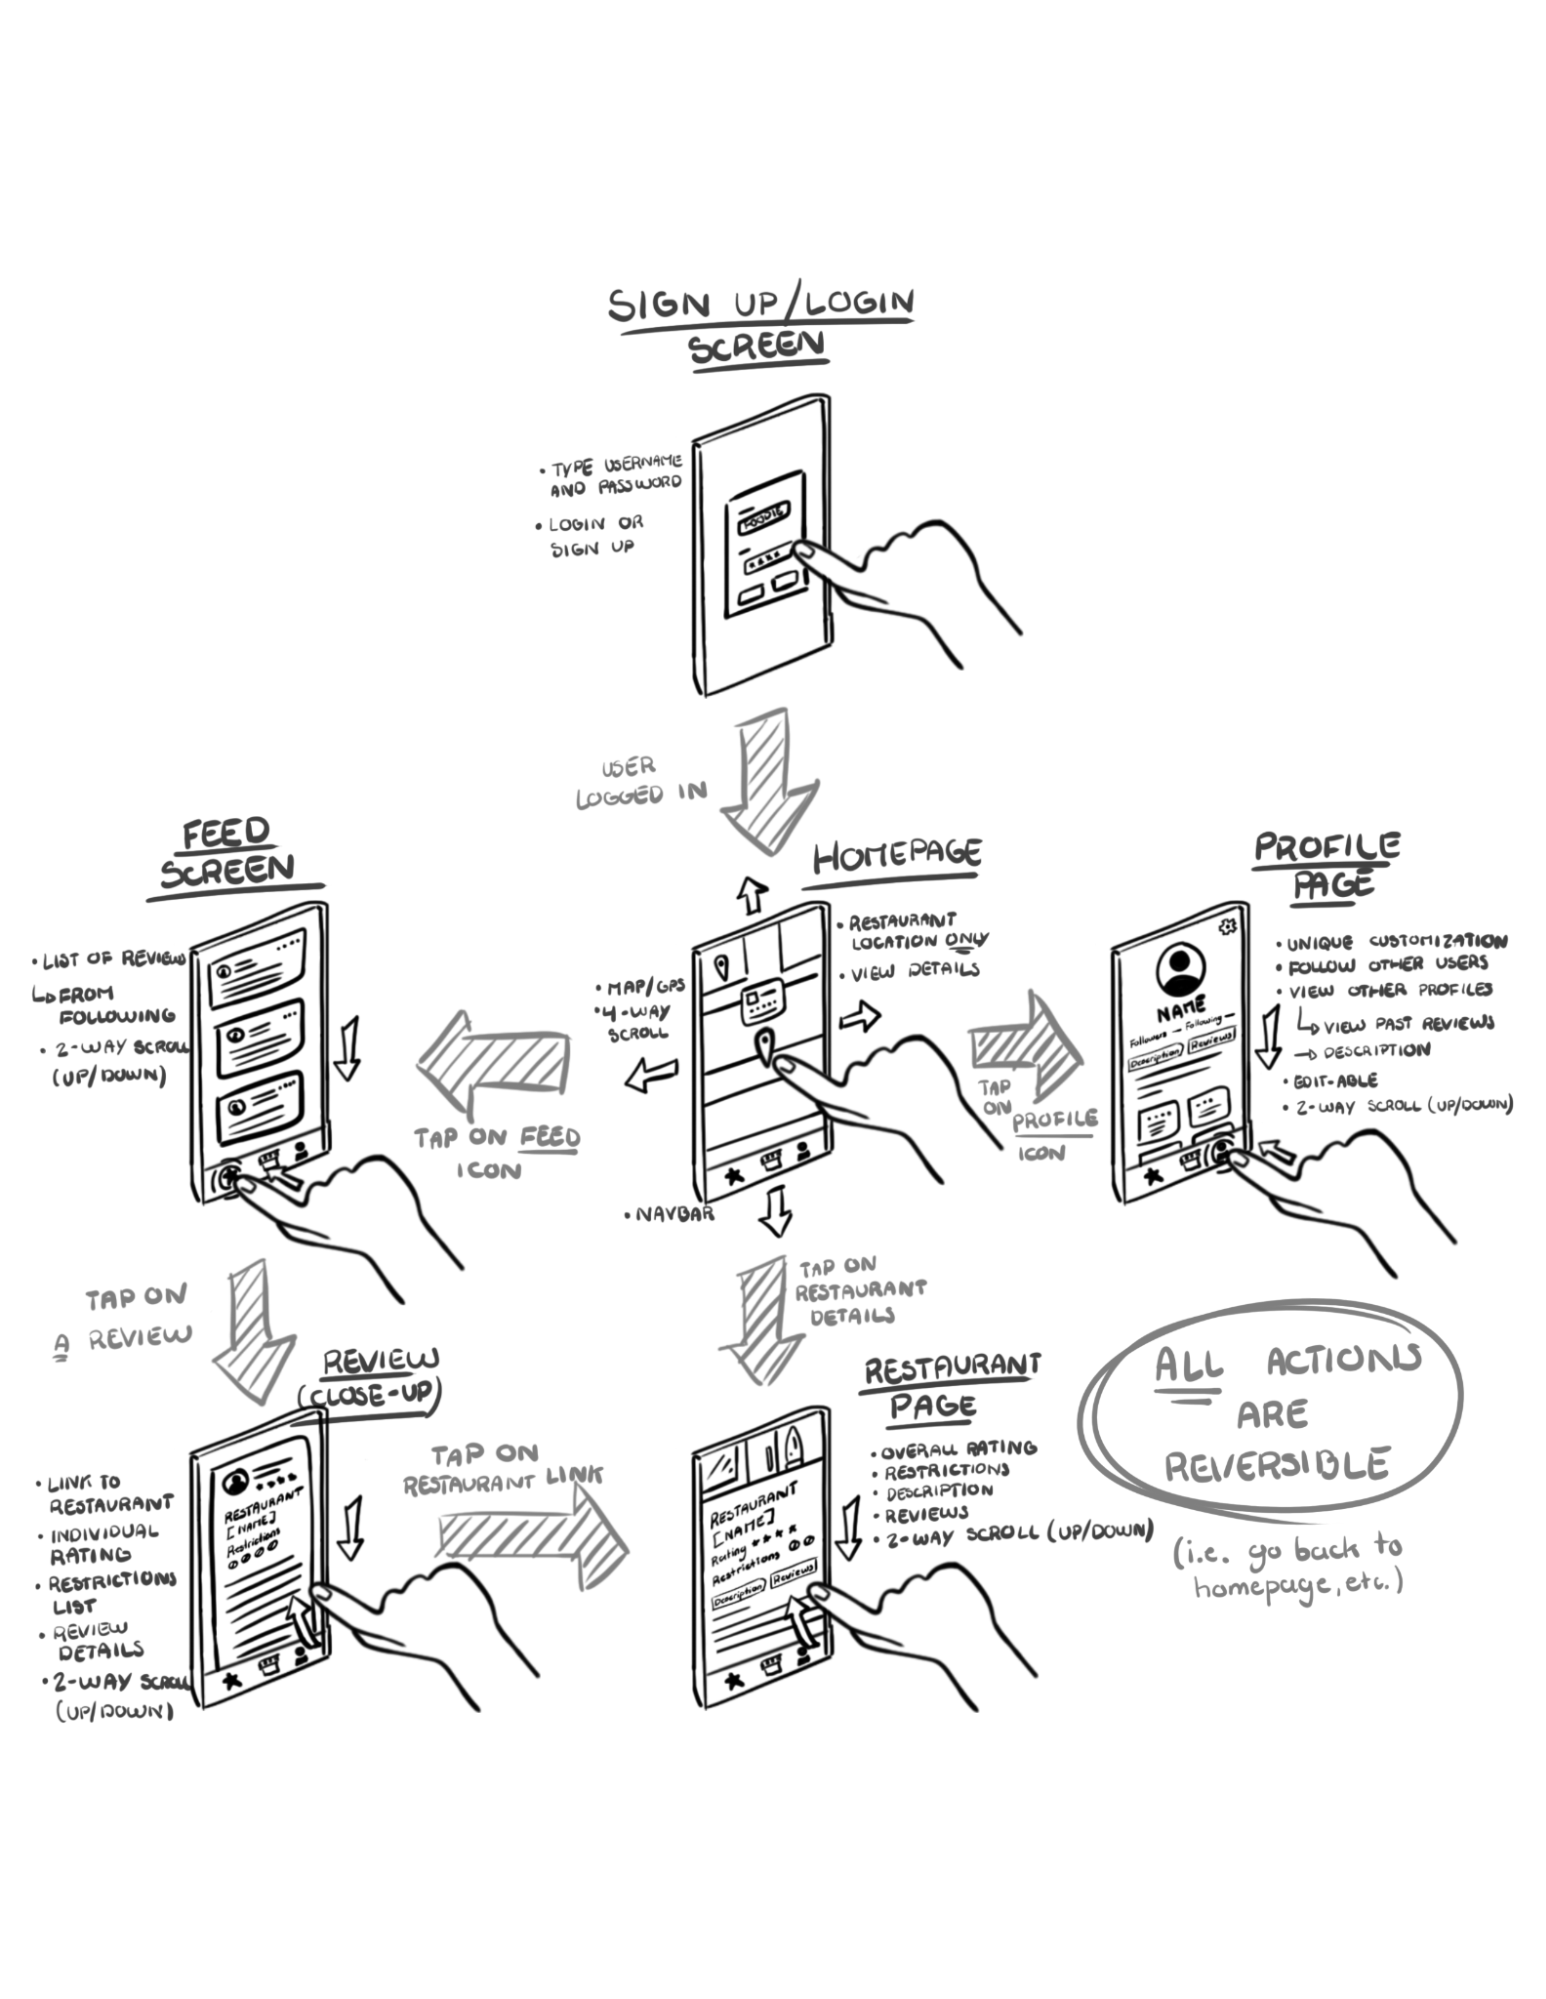 SIGN UP/LOGIN
SCREEN
• TYPE USERNAME
AND PASSWORD
• LOGIN OR
SIGN UP
FOODIE
USER
LOGGED IN
FEED
SCREEN
• LIST OF REVIEWS
↳ FROM
FOLLOWING
• 2-WAY SCROLL
(UP/DOWN)
TAP ON FEED
ICON
HOMEPAGE
• RESTAURANT
LOCATION ONLY
• VIEW DETAILS
• MAP/GPS
• 4-WAY
SCROLL
• NAVBAR
TAP
ON
PROFILE
ICON
PROFILE
PAGE
NAME
Followers — Following —
Description
Reviews
• UNIQUE CUSTOMIZATION
• FOLLOW OTHER USERS
• VIEW OTHER PROFILES
↳ VIEW PAST REVIEWS
→ DESCRIPTION
• EDIT-ABLE
• 2-WAY SCROLL (UP/DOWN)
TAP ON
A REVIEW
REVIEW
(CLOSE-UP)
RESTAURANT
[NAME]
Restrictions
• LINK TO
RESTAURANT
• INDIVIDUAL
RATING
• RESTRICTIONS
LIST
• REVIEW
DETAILS
• 2-WAY SCROLL
(UP/DOWN)
TAP ON
RESTAURANT LINK
TAP ON
RESTAURANT
DETAILS
RESTAURANT
PAGE
RESTAURANT
[NAME]
Rating
Restrictions
Description
Reviews
• OVERALL RATING
• RESTRICTIONS
• DESCRIPTION
• REVIEWS
• 2-WAY SCROLL (UP/DOWN)
ALL ACTIONS
ARE
REVERSIBLE
(i.e. go back to
homepage, etc.)